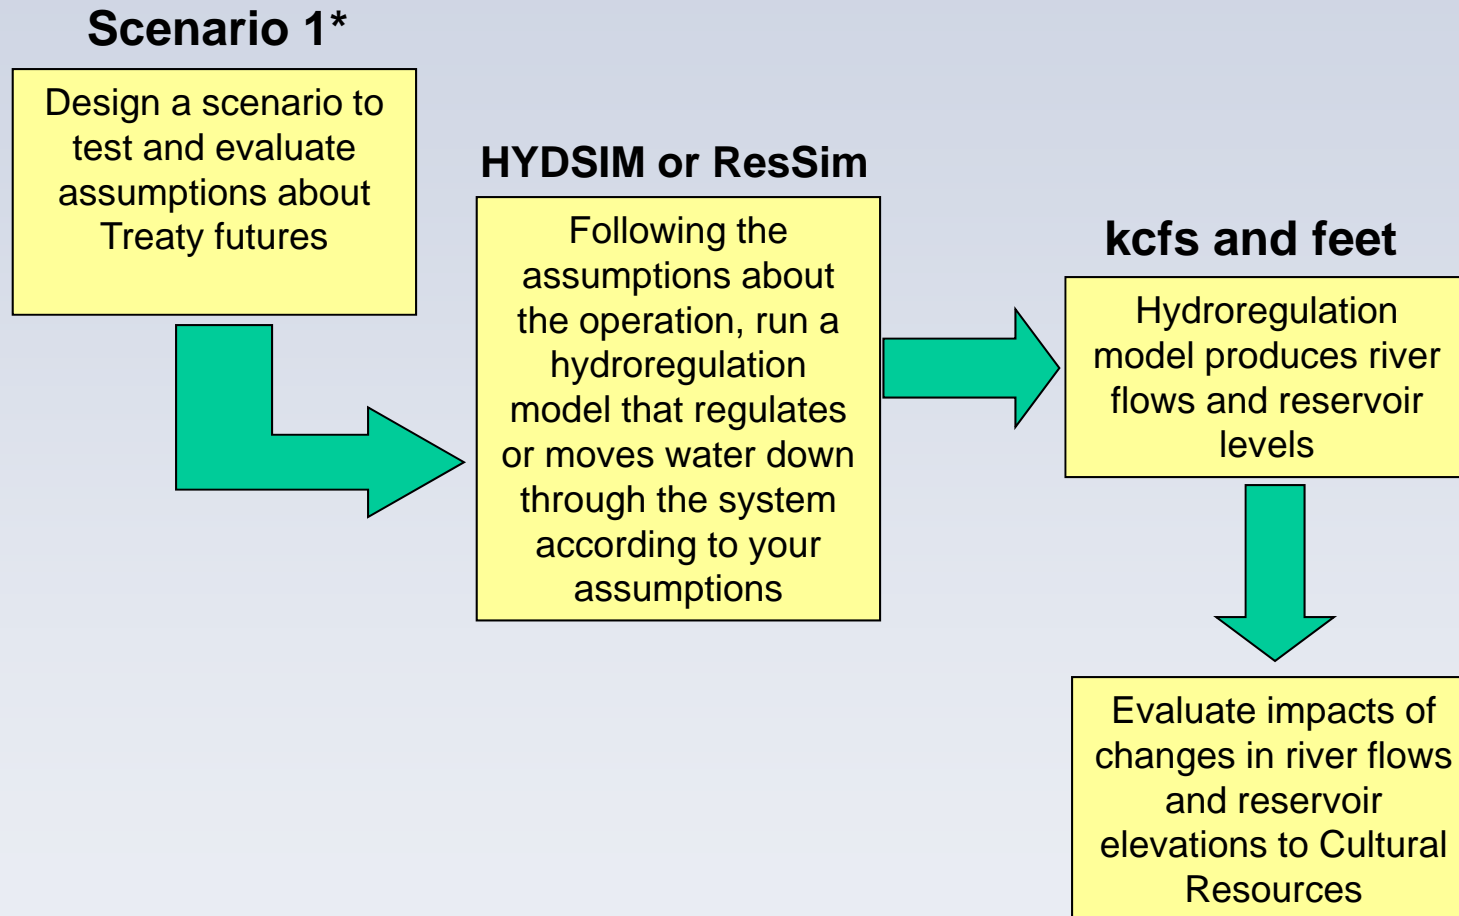 Scenario 1*
Design a scenario to
test and evaluate
assumptions about
Treaty futures
HYDSIM or ResSim
Following the
assumptions about
the operation, run a
hydroregulation
model that regulates
or moves water down
through the system
according to your
assumptions
kcfs and feet
Hydroregulation
model produces river
flows and reservoir
levels
Evaluate impacts of
changes in river flows
and reservoir
elevations to Cultural
Resources